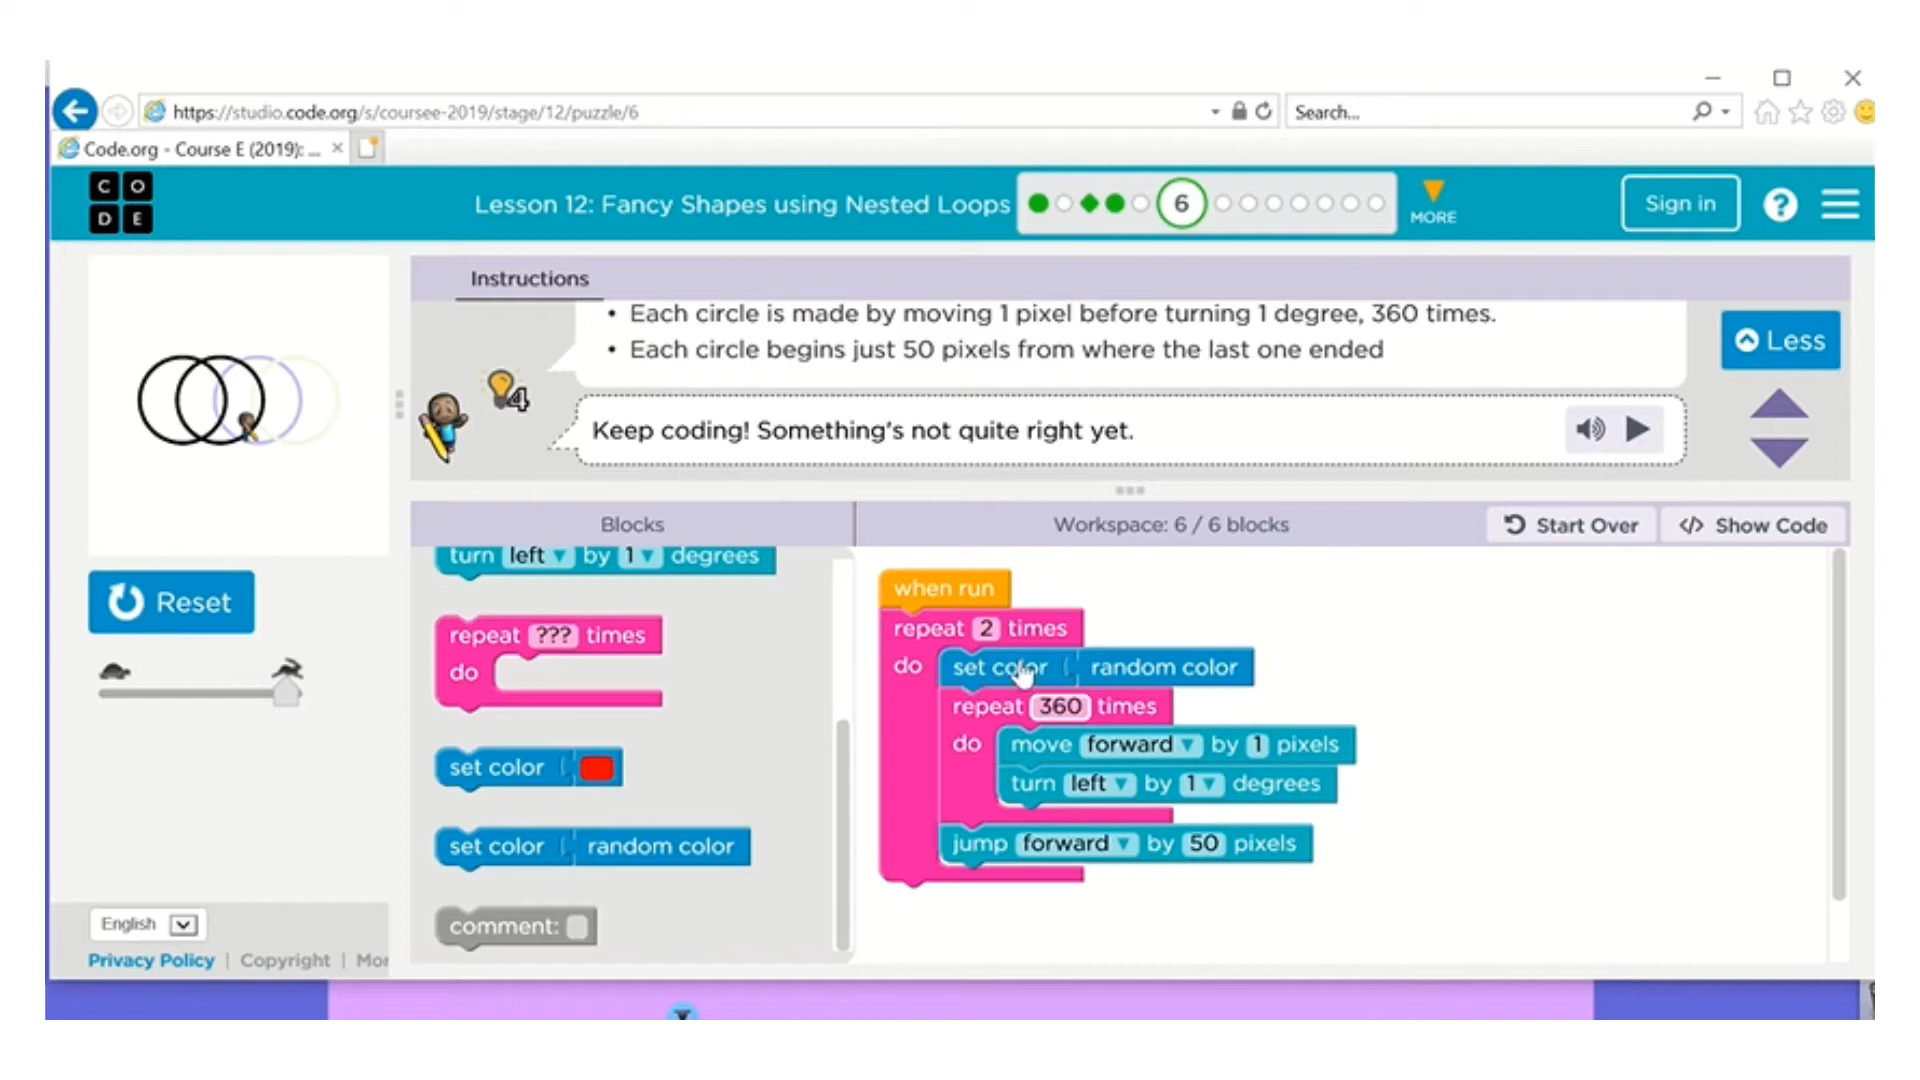 https://studio.code.org/s/coursee-2019/stage/12/puzzle/6
Search...
Code.org - Course E (2019): ...
C O
D E
Lesson 12: Fancy Shapes using Nested Loops
6
MORE
Sign in
?
Instructions
• Each circle is made by moving 1 pixel before turning 1 degree, 360 times.
• Each circle begins just 50 pixels from where the last one ended
Less
4
Keep coding! Something's not quite right yet.
Blocks
Workspace: 6 / 6 blocks
Start Over
</> Show Code
Reset
turn left by 1 degrees
repeat ??? times
do
set color
set color random color
comment:
when run
repeat 2 times
do set color random color
repeat 360 times
do move forward by 1 pixels
turn left by 1 degrees
jump forward by 50 pixels
English
Privacy Policy | Copyright | Mor